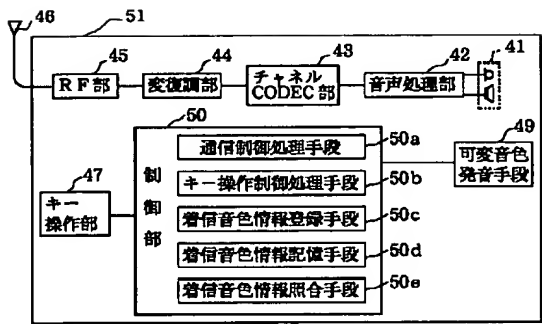 46
51
45
44
43
42
41
RF部
変復調部
チャネル
CODEC部
音声処理部
50
49
通信制御処理手段
50a
可変音色
発音手段
47
キー
操作部
制御部
キー操作制御処理手段
50b
着信音色情報登録手段
50c
着信音色情報記憶手段
50d
着信音色情報照合手段
50e